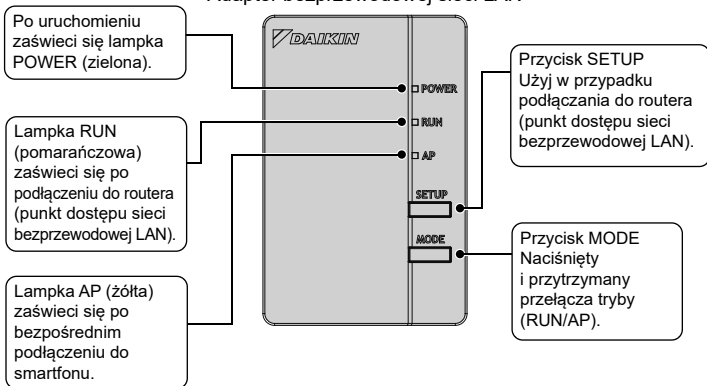 Adapter bezprzewodowej sieci LAN
Po uruchomieniu
zaświeci się lampka
POWER (zielona).
Lampka RUN
(pomarańczowa)
zaświeci się po
podłączeniu do routera
(punkt dostępu sieci
bezprzewodowej LAN).
Lampka AP (żółta)
zaświeci się po
bezpośrednim
podłączeniu do
smartfonu.
DAIKIN
POWER
RUN
AP
SETUP
MODE
Przycisk SETUP
Użyj w przypadku
podłączania do routera
(punkt dostępu sieci
bezprzewodowej LAN).
Przycisk MODE
Naciśnięty
i przytrzymany
przełącza tryby
(RUN/AP).